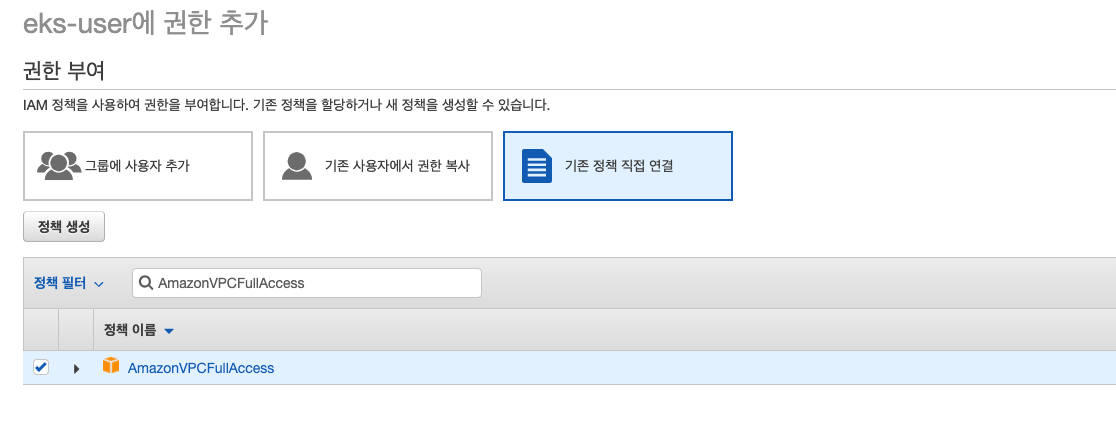 eks-user에 권한 추가
권한 부여
IAM 정책을 사용하여 권한을 부여합니다. 기존 정책을 할당하거나 새 정책을 생성할 수 있습니다.
그룹에 사용자 추가
기존 사용자에서 권한 복사
기존 정책 직접 연결
정책 생성
정책 필터
AmazonVPCFullAccess
정책 이름
AmazonVPCFullAccess